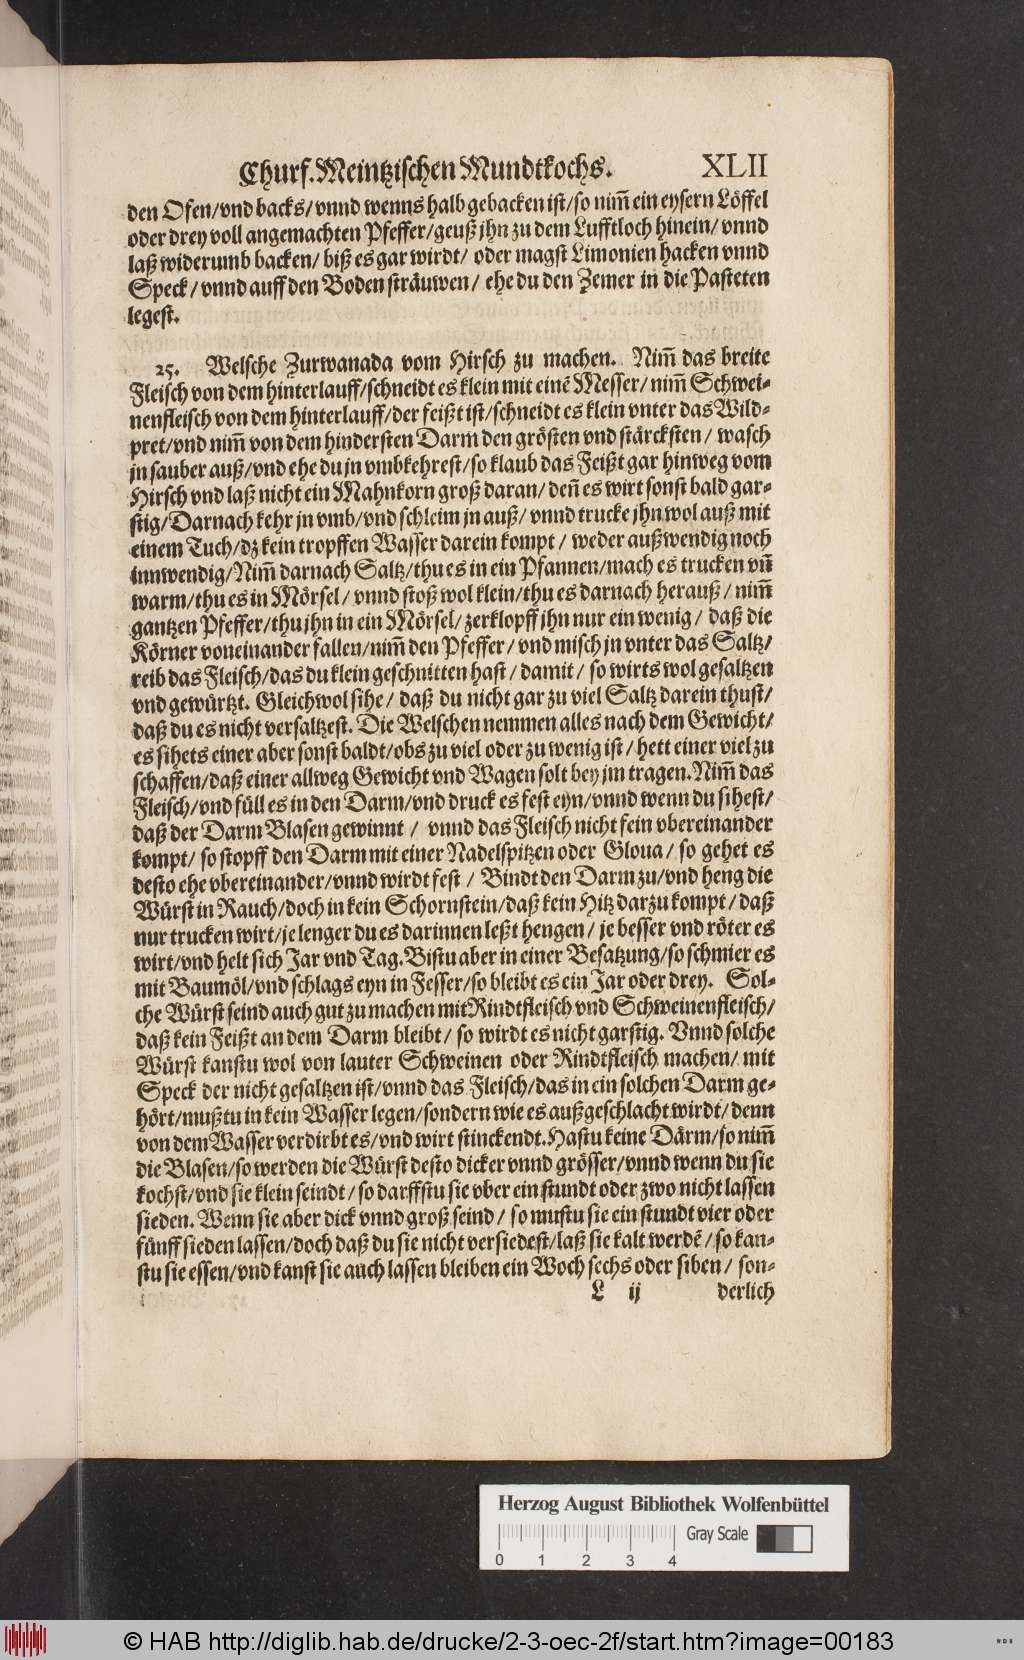 Churf. Meintzischen Mundtkochs. XLII
den Ofen/vnd backs/vnnd wenns halb gebacken ist/so nim̃ ein eysern Löffel
oder drey voll angemachten Pfeffer/geuß jhn zu dem Lufftloch hinein/vnnd
laß widerumb backen/biß es gar wirdt/oder magst Limonien hacken vnnd
Speck/vnnd auff den Boden sträuwen/ehe du den Zemer in die Pasteten
legest.
25. Welsche Zurwanada vom Hirsch zu machen. Nim̃ das breite
Fleisch von dem hinterlauff/schneidt es klein mit einẽ Messer/nim̃ Schwei-
nenfleisch von dem hinterlauff/der feißt ist/schneidt es klein vnter das Wild-
pret/vnd nim̃ von dem hindersten Darm den grösten vnd stärcksten/wasch
jn sauber auß/vnd ehe du jn vmbkehrest/so klaub das Feißt gar hinweg vom
Hirsch vnd laß nicht ein Mahnkorn groß daran/deñ es wirt sonst bald gar-
stig/Darnach kehr jn vmb/vnd schleim jn auß/vnnd trucke jhn wol auß mit
einem Tuch/dz kein tropffen Wasser darein kompt/weder außwendig noch
innwendig/Nim̃ darnach Saltz/thu es in ein Pfannen/mach es trucken vñ
warm/thu es in Mörsel/vnnd stoß wol klein/thu es darnach herauß/nim̃
gantzen Pfeffer/thu jhn in ein Mörsel/zerklopff jhn nur ein wenig/daß die
Körner voneinander fallen/nim̃ den Pfeffer/vnd misch jn vnter das Saltz/
reib das Fleisch/das du klein geschnitten hast/damit/so wirts wol gesaltzen
vnd gewürtzt. Gleichwol sihe/daß du nicht gar zu viel Saltz darein thust/
daß du es nicht versaltzest. Die Welschen nemmen alles nach dem Gewicht/
es sihets einer aber sonst baldt/obs zu viel oder zu wenig ist/hett einer viel zu
schaffen/daß einer allweg Gewicht vnd Wagen solt bey jm tragen. Nim̃ das
Fleisch/vnd füll es in den Darm/vnd druck es fest eyn/vnnd wenn du sihest/
daß der Darm Blasen gewinnt/vnnd das Fleisch nicht fein vbereinander
kompt/so stopff den Darm mit einer Nadelspitzen oder Gloua/so gehet es
desto ehe vbereinander/vnnd wirdt fest/Bindt den Darm zu/vnd heng die
Würst in Rauch/doch in kein Schornstein/daß kein Hitz darzu kompt/daß
nur trucken wirt/je lenger du es darinnen leßt hengen/je besser vnd röter es
wirt/vnd helt sich Jar vnd Tag. Bistu aber in einer Besatzung/so schmier es
mit Baumöl/vnd schlags eyn in Fesser/so bleibt es ein Jar oder drey. Sol-
che Würst seind auch gut zu machen mit Rindtfleisch vnd Schweinenfleisch/
daß kein Feißt an dem Darm bleibt/so wirdt es nicht garstig. Vnnd solche
Würst kanstu wol von lauter Schweinen oder Rindtfleisch machen/mit
Speck der nicht gesaltzen ist/vnnd das Fleisch/das in ein solchen Darm ge-
hört/mußtu in kein Wasser legen/sondern wie es außgeschlacht wirdt/denn
von dem Wasser verdirbt es/vnd wirt stinckendt. Hastu keine Därm/so nim̃
die Blasen/so werden die Würst desto dicker vnnd grösser/vnnd wenn du sie
kochst/vnd sie klein seindt/so darffstu sie vber ein stundt oder zwo nicht lassen
sieden. Wenn sie aber dick vnnd groß seind/so mustu sie ein stundt vier oder
fünff sieden lassen/doch daß du sie nicht versiedest/laß sie kalt werdẽ/so kan-
stu sie essen/vnd kanst sie auch lassen bleiben ein Woch sechs oder siben/son-
L ij derlich
Herzog August Bibliothek Wolfenbüttel
Gray Scale
0 1 2 3 4
© HAB http://diglib.hab.de/drucke/2-3-oec-2f/start.htm?image=00183